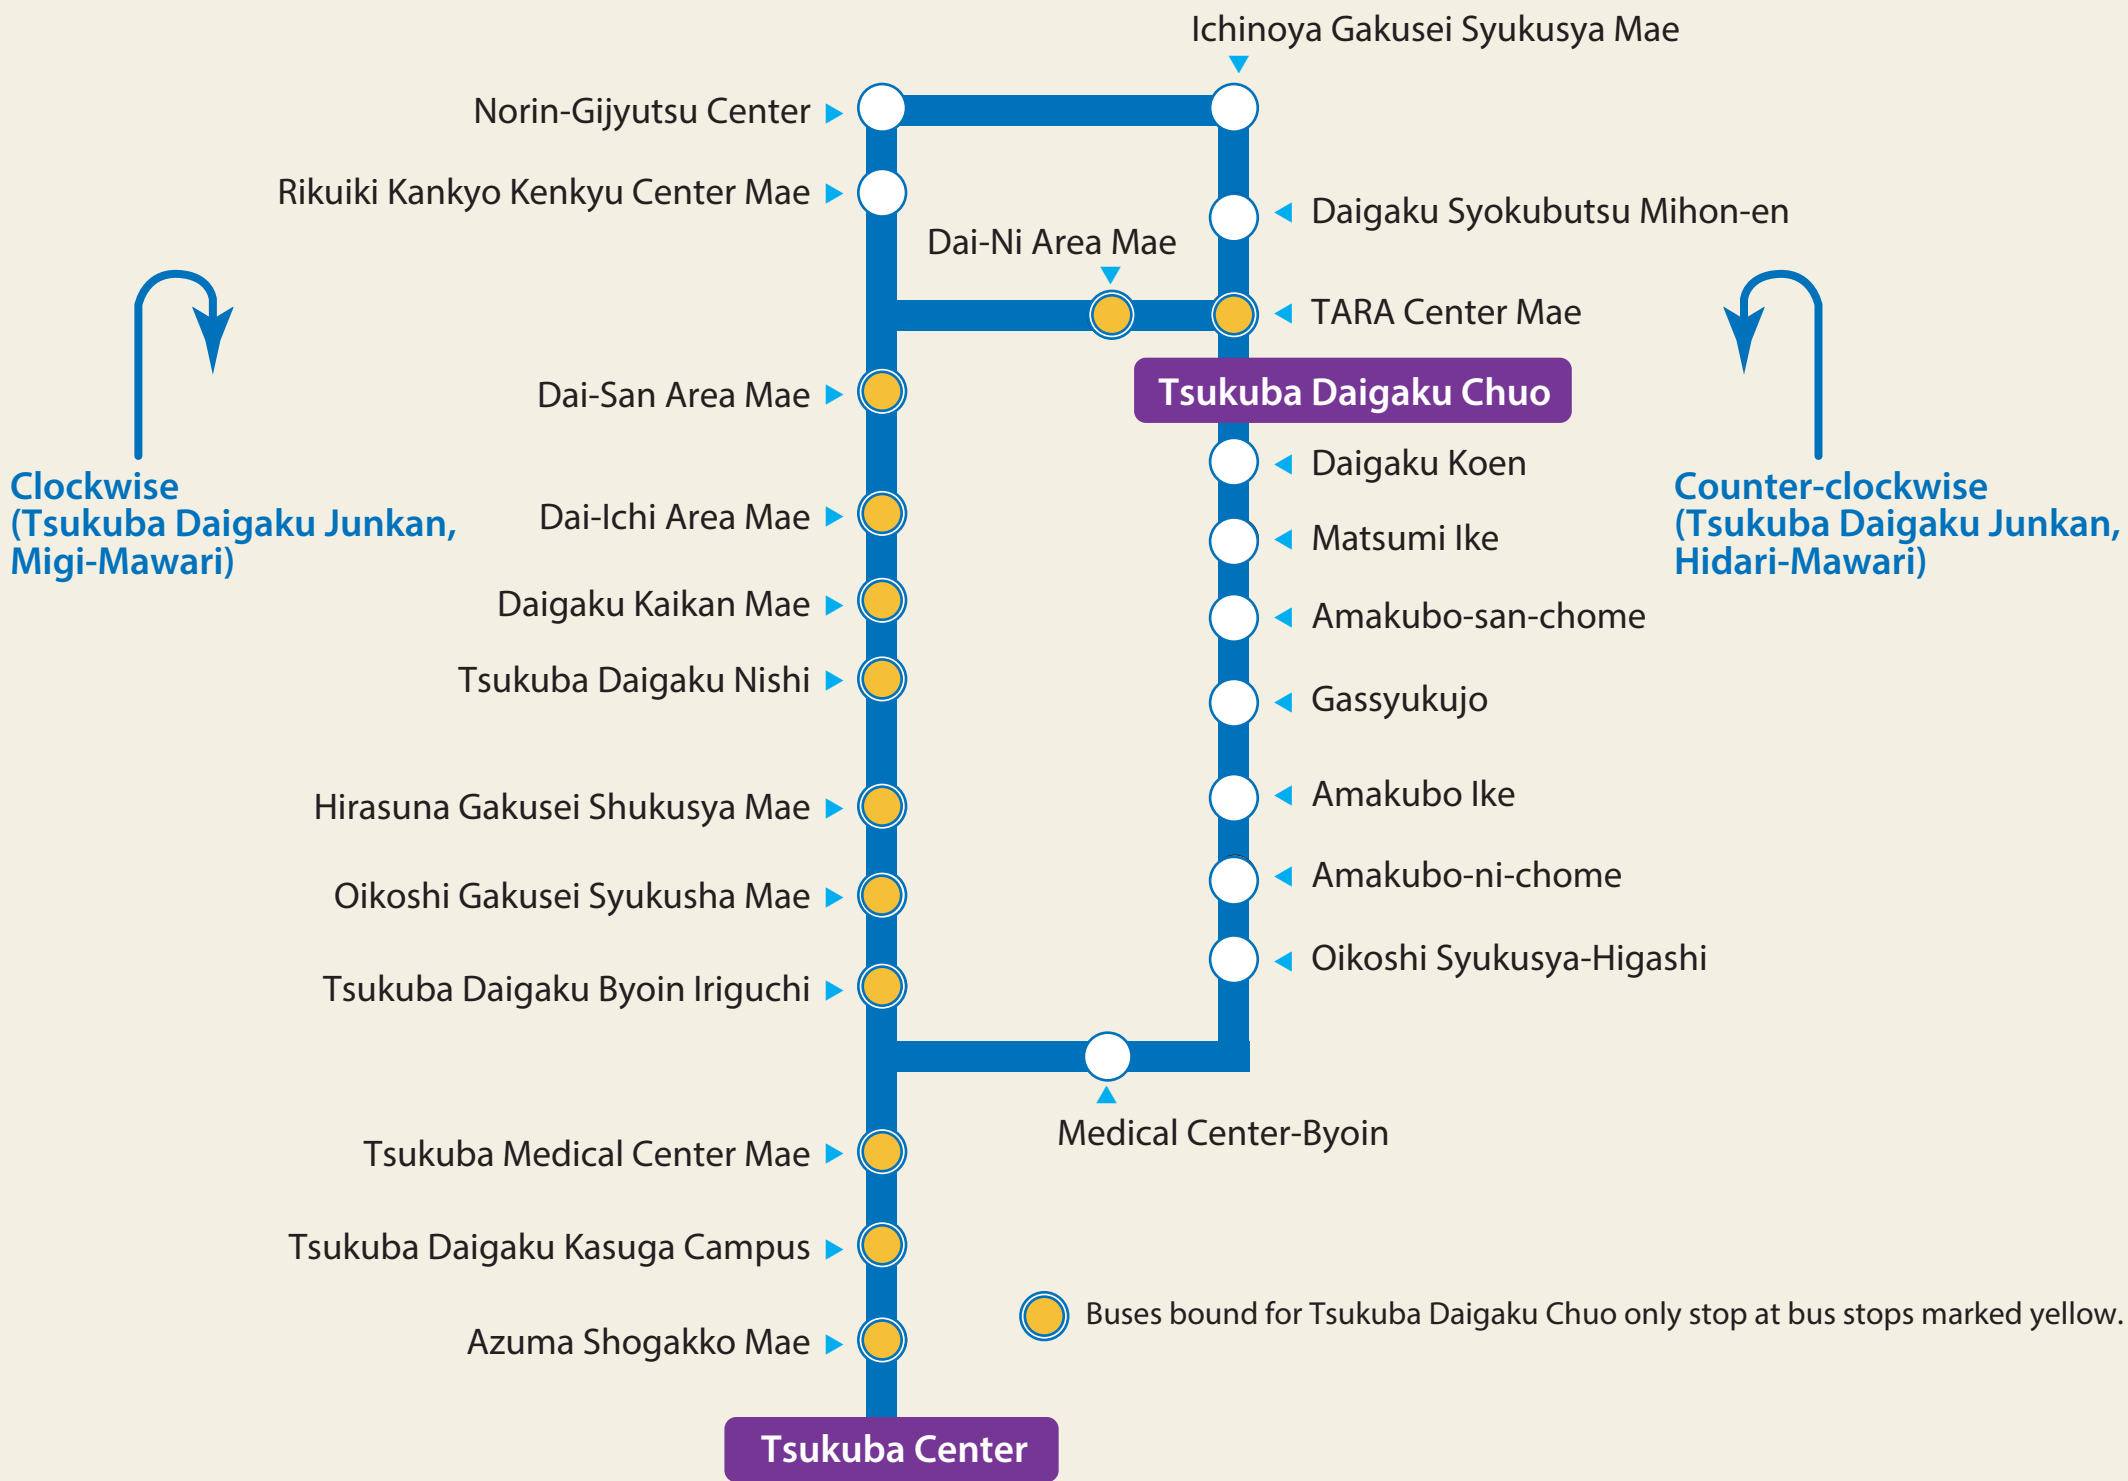 Ichinoya Gakusei Syukusya Mae
Norin-Gijyutsu Center
Rikuiki Kankyo Kenkyu Center Mae
Daigaku Syokubutsu Mihon-en
Dai-Ni Area Mae
TARA Center Mae
Tsukuba Daigaku Chuo
Dai-San Area Mae
Daigaku Koen
Clockwise
(Tsukuba Daigaku Junkan,
Migi-Mawari)
Counter-clockwise
(Tsukuba Daigaku Junkan,
Hidari-Mawari)
Dai-Ichi Area Mae
Matsumi Ike
Daigaku Kaikan Mae
Amakubo-san-chome
Tsukuba Daigaku Nishi
Gassyukujo
Hirasuna Gakusei Shukusya Mae
Amakubo Ike
Oikoshi Gakusei Syukusha Mae
Amakubo-ni-chome
Tsukuba Daigaku Byoin Iriguchi
Oikoshi Syukusya-Higashi
Medical Center-Byoin
Tsukuba Medical Center Mae
Tsukuba Daigaku Kasuga Campus
Buses bound for Tsukuba Daigaku Chuo only stop at bus stops marked yellow.
Azuma Shogakko Mae
Tsukuba Center